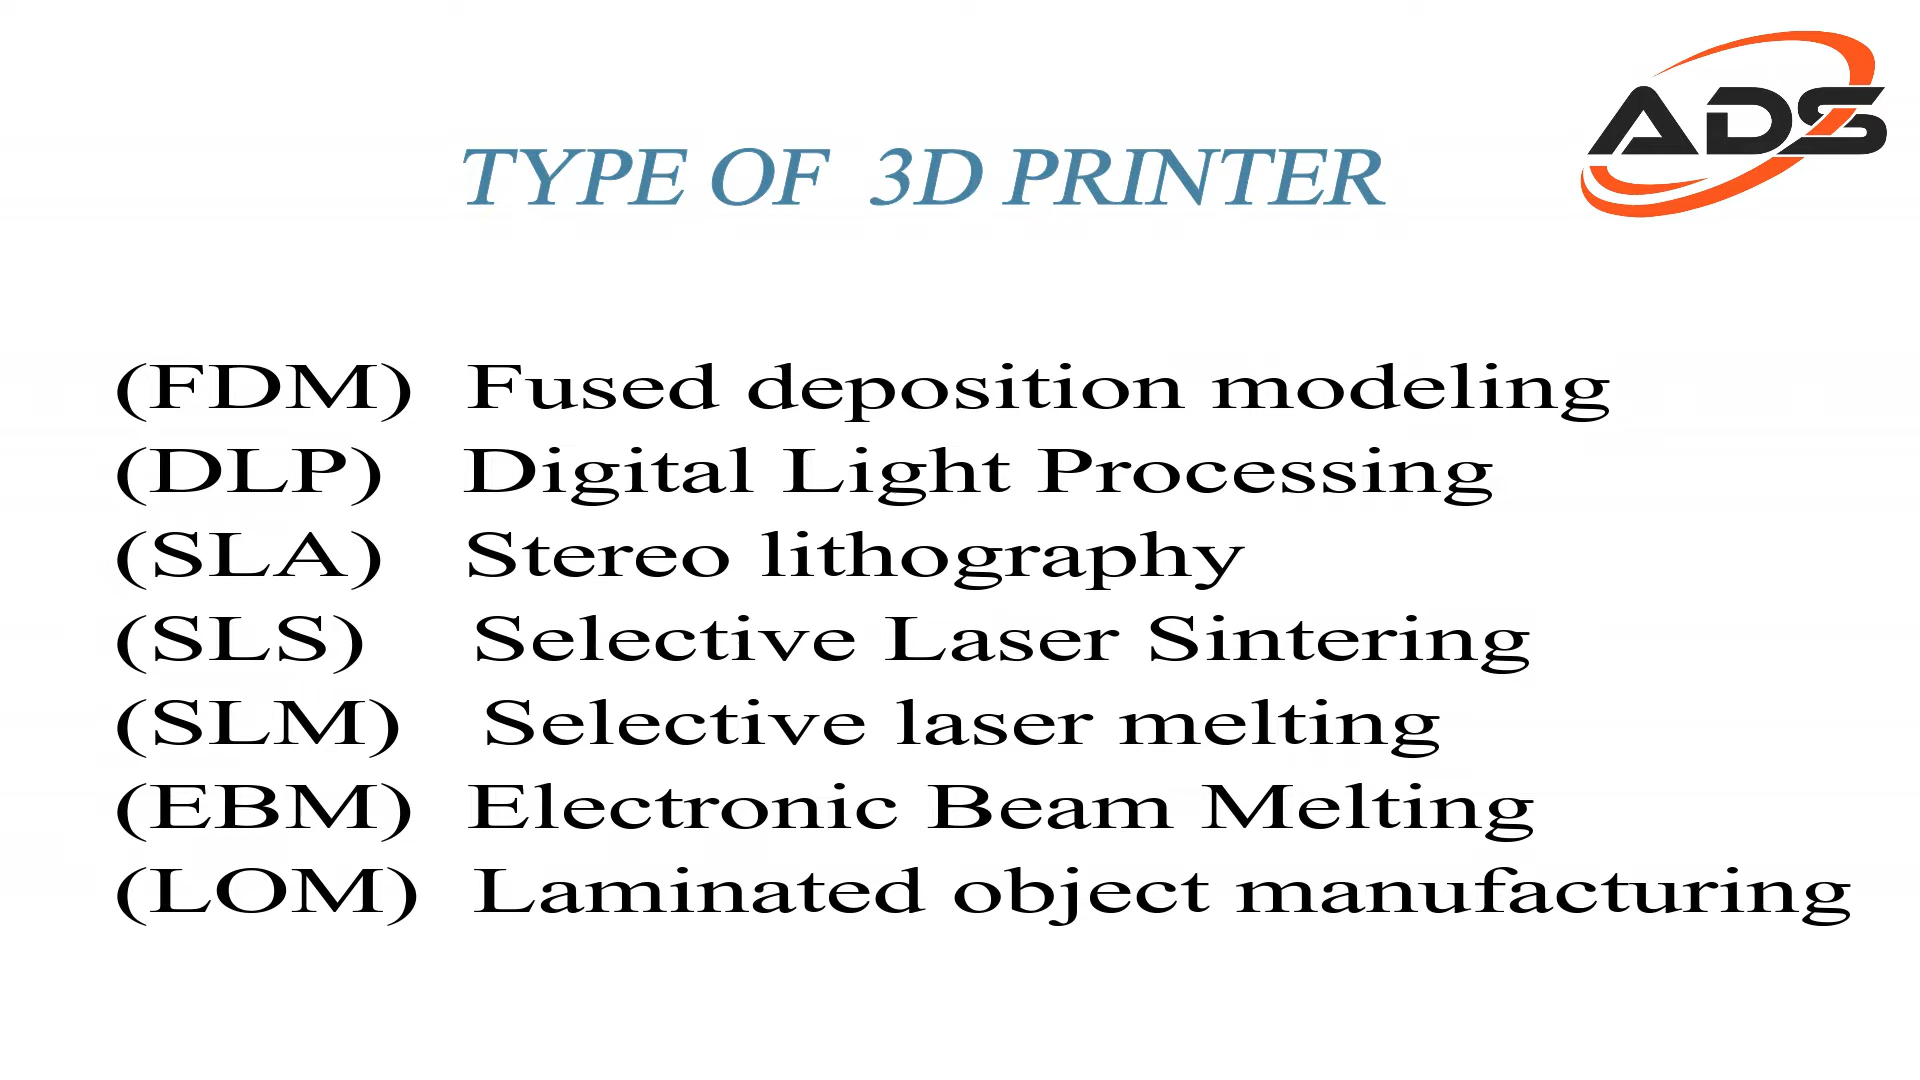 ADS
TYPE OF 3D PRINTER
(FDM) Fused deposition modeling
(DLP) Digital Light Processing
(SLA) Stereo lithography
(SLS) Selective Laser Sintering
(SLM) Selective laser melting
(EBM) Electronic Beam Melting
(LOM) Laminated object manufacturing